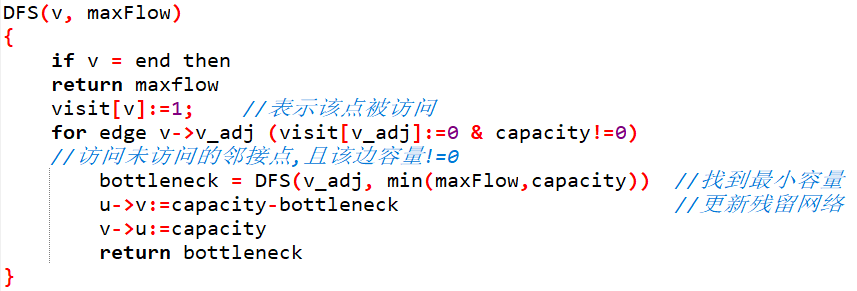 DFS(v, maxFlow)
{
    if v = end then
    return maxflow
    visit[v]:=1;    //表示该点被访问
    for edge v->v_adj (visit[v_adj]:=0 & capacity!=0)
    //访问未访问的邻接点,且该边容量!=0
        bottleneck = DFS(v_adj, min(maxFlow,capacity))  //找到最小容量
        u->v:=capacity-bottleneck                       //更新残留网络
        v->u:=capacity
        return bottleneck
}